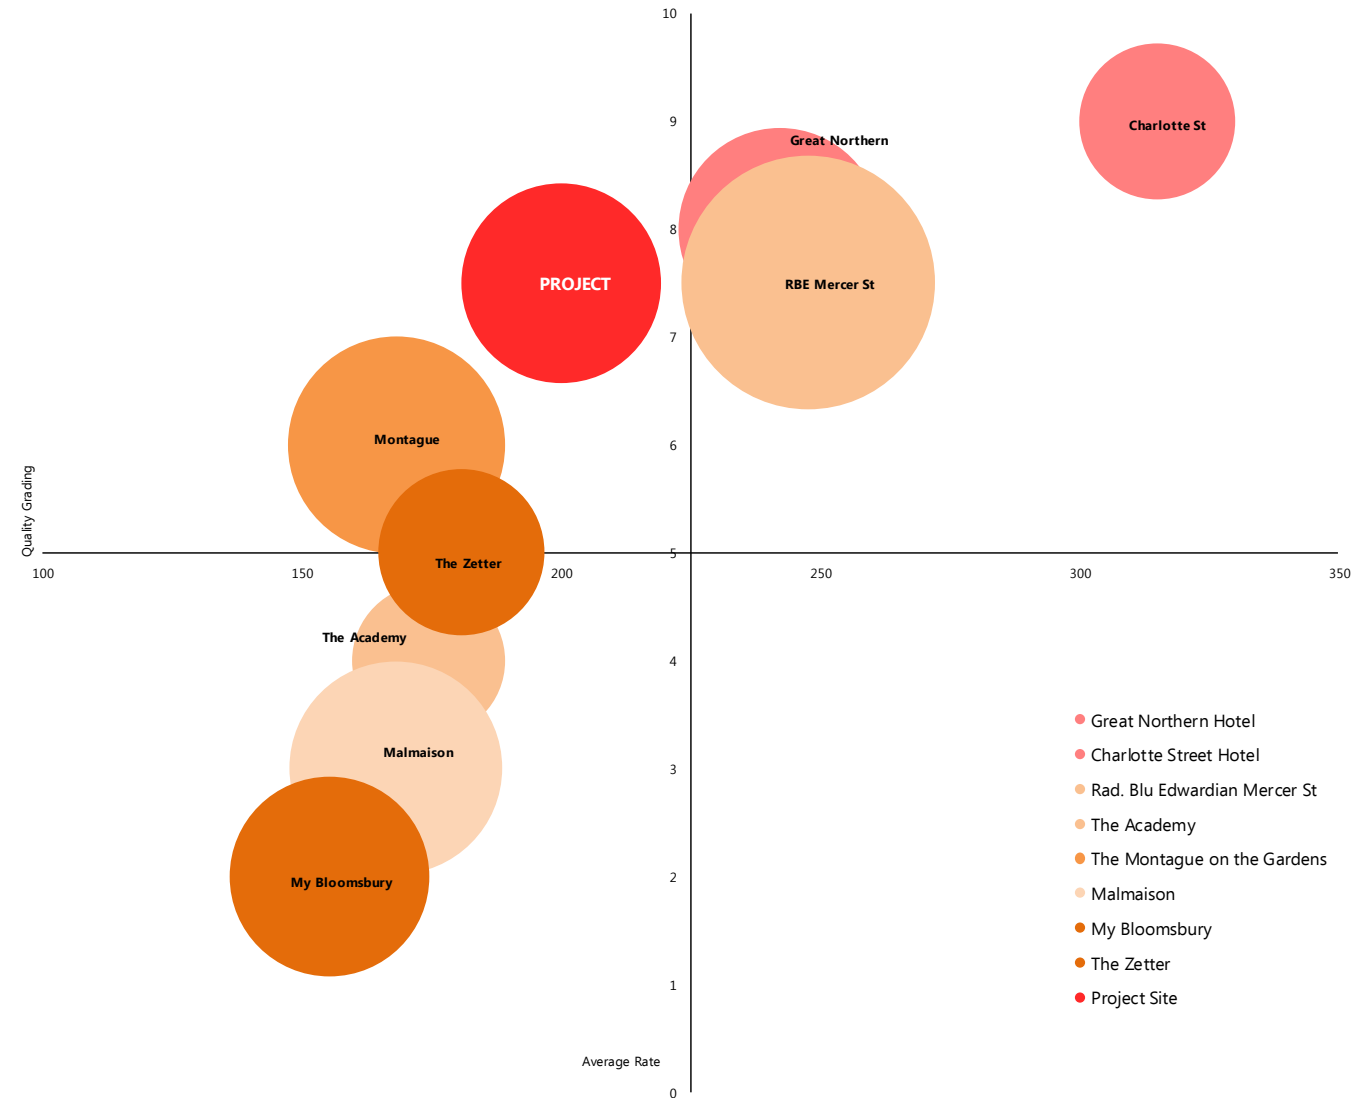 10
9
Charlotte St
Great Northern
8
PROJECT
RBE Mercer St
7
Montague
6
Quality Grading
5
The Zetter
100
150
200
250
300
350
The Academy
4
Malmaison
3
My Bloomsbury
2
1
Average Rate
0
Great Northern Hotel
Charlotte Street Hotel
Rad. Blu Edwardian Mercer St
The Academy
The Montague on the Gardens
Malmaison
My Bloomsbury
The Zetter
Project Site